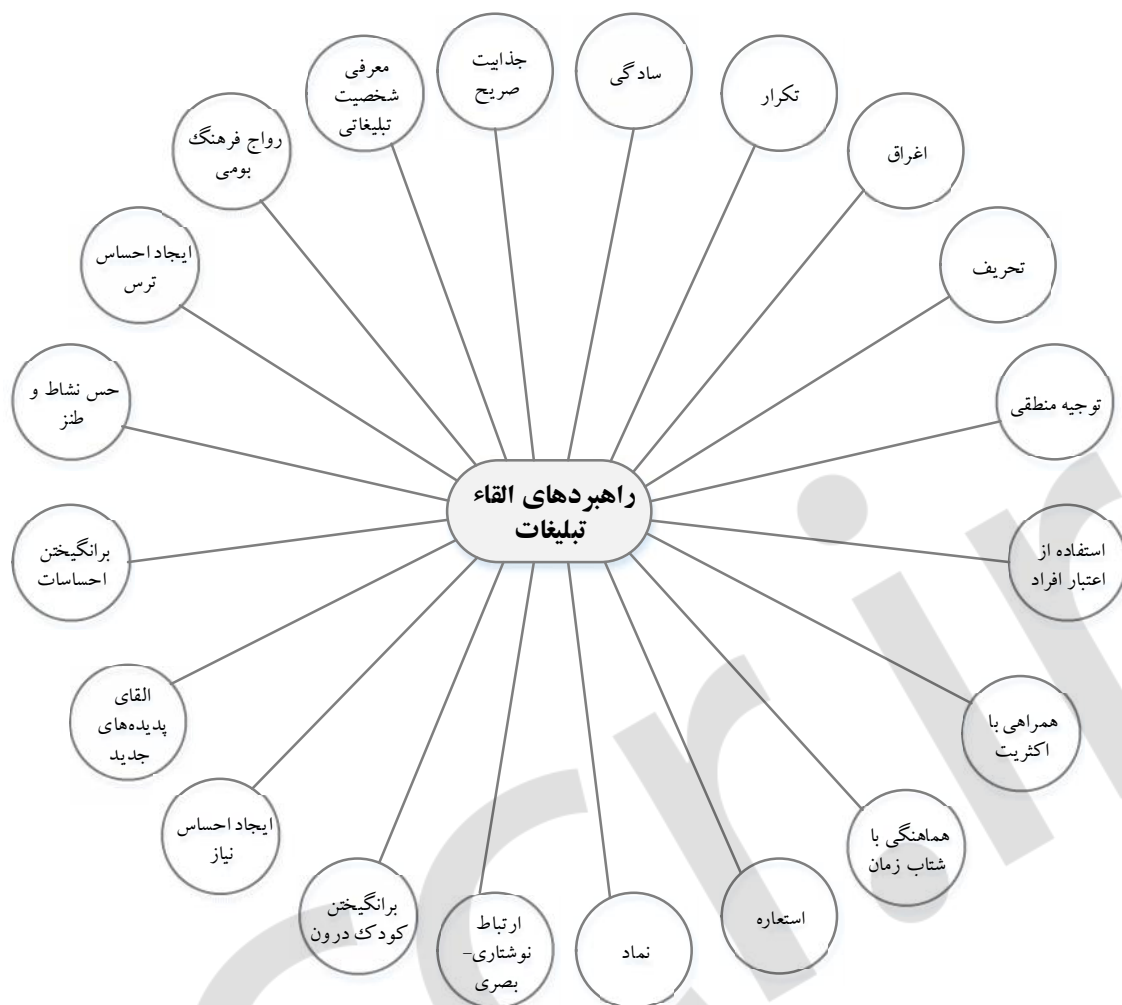 راهبردهای القاء
تبلیغات
سادگی
تکرار
اغراق
تحریف
توجیه منطقی
استفاده از
اعتبار افراد
همراهی با
اکثریت
هماهنگی با
شتاب زمان
استعاره
نماد
ارتباط
نوشتاری-
بصری
برانگیختن
کودک درون
ایجاد احساس
نیاز
القای
پدیده‌های
جدید
برانگیختن
احساسات
حس نشاط و
طنز
ایجاد احساس
ترس
رواج فرهنگ
بومی
معرفی
شخصیت
تبلیغاتی
جذابیت
صریح